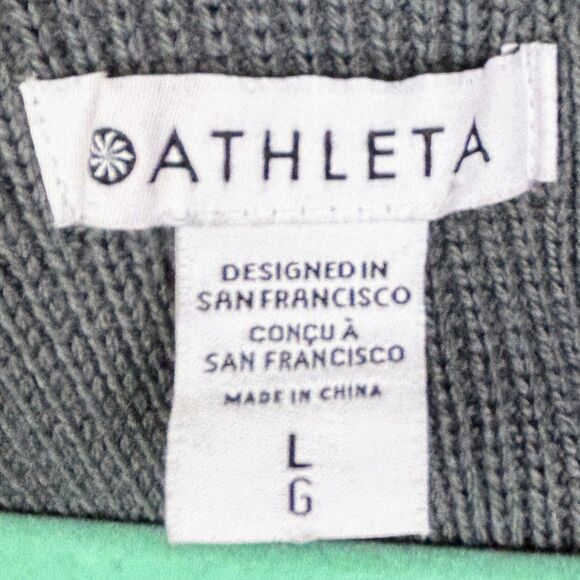 ATHLETA
DESIGNED IN
SAN FRANCISCO
CONÇU À
SAN FRANCISCO
MADE IN CHINA
L
G